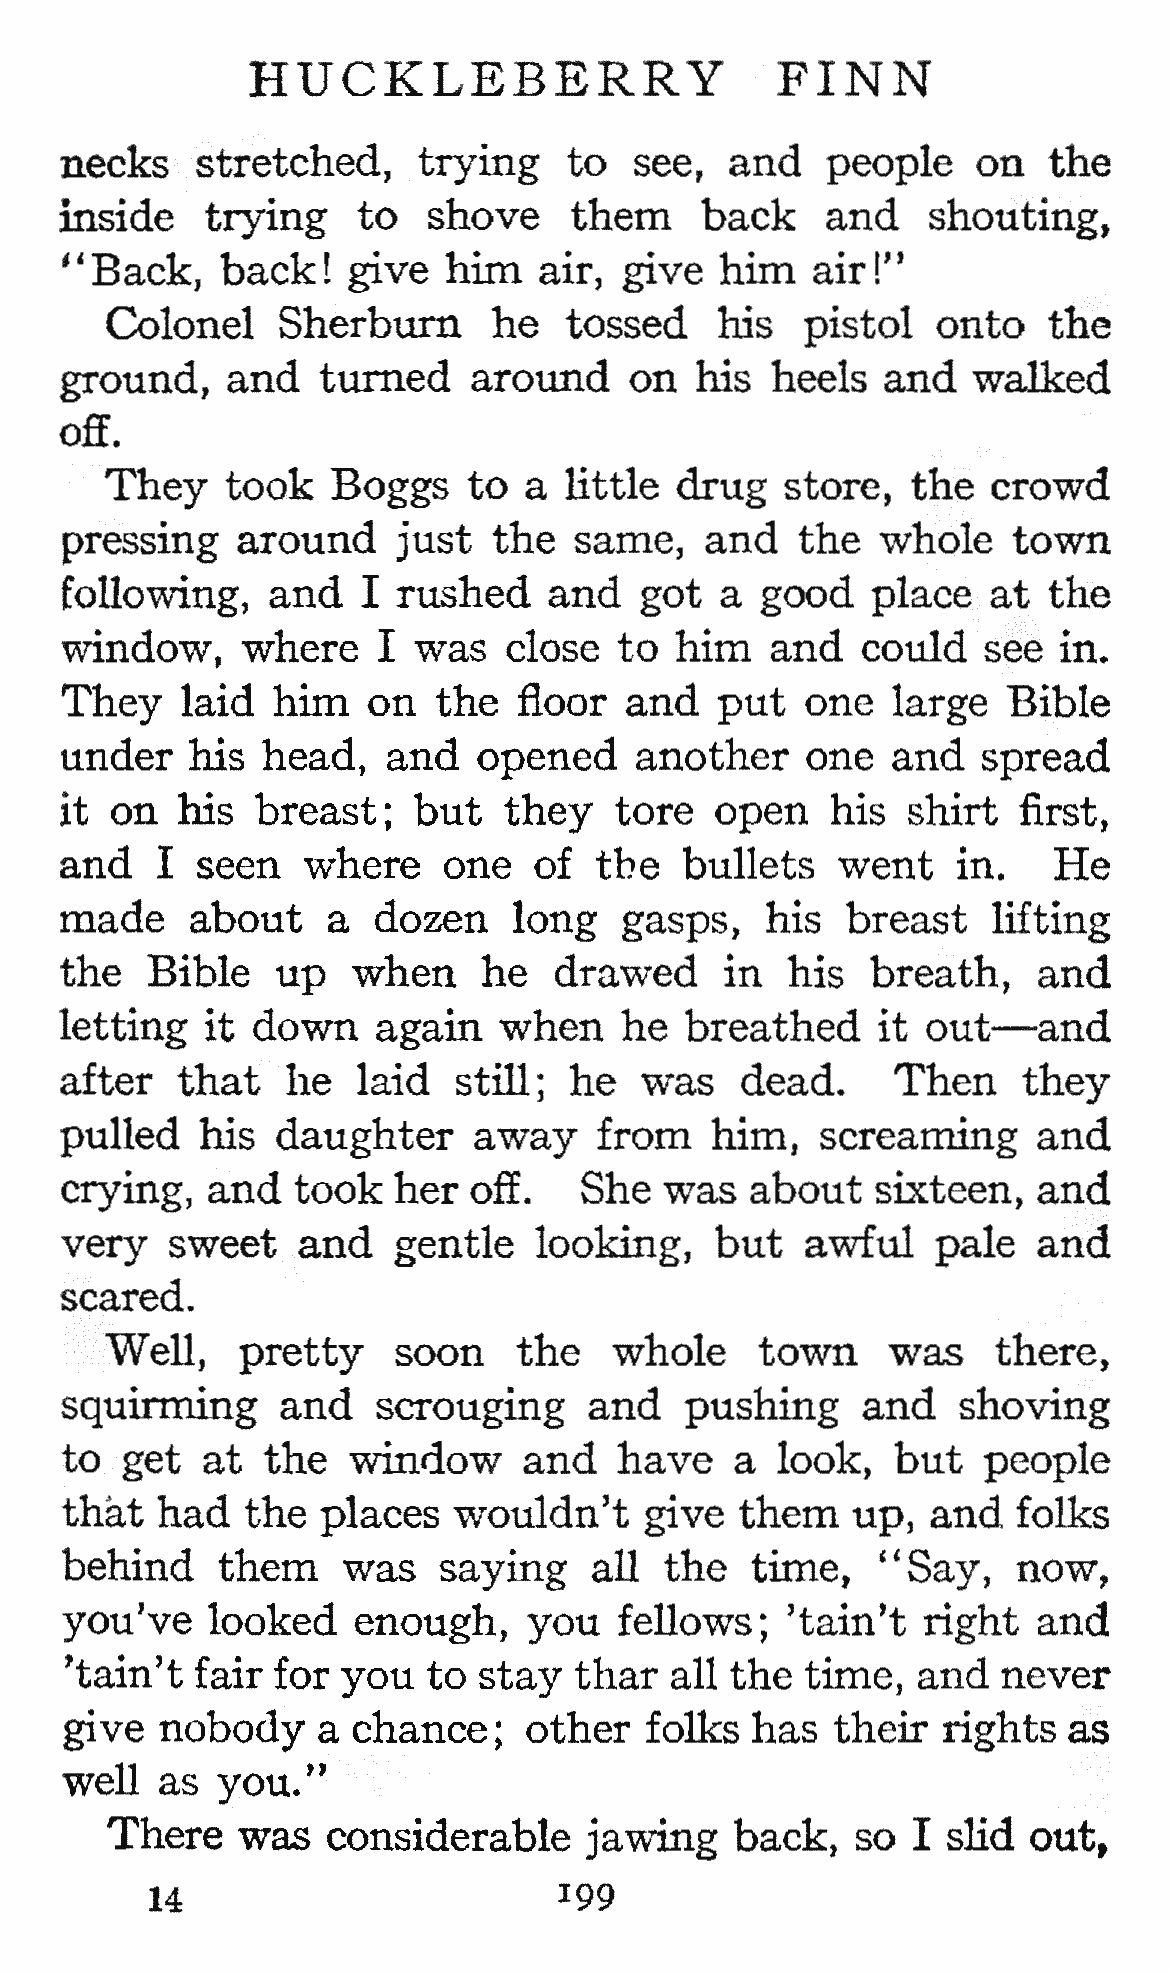 HUCKLEBERRY FINN
necks stretched, trying to see, and people on the
inside trying to shove them back and shouting,
"Back, back! give him air, give him air!"
Colonel Sherburn he tossed his pistol onto the
ground, and turned around on his heels and walked
off.
They took Boggs to a little drug store, the crowd
pressing around just the same, and the whole town
following, and I rushed and got a good place at the
window, where I was close to him and could see in.
They laid him on the floor and put one large Bible
under his head, and opened another one and spread
it on his breast; but they tore open his shirt first,
and I seen where one of the bullets went in. He
made about a dozen long gasps, his breast lifting
the Bible up when he drawed in his breath, and
letting it down again when he breathed it out—and
after that he laid still; he was dead. Then they
pulled his daughter away from him, screaming and
crying, and took her off. She was about sixteen, and
very sweet and gentle looking, but awful pale and
scared.
Well, pretty soon the whole town was there,
squirming and scrouging and pushing and shoving
to get at the window and have a look, but people
that had the places wouldn't give them up, and folks
behind them was saying all the time, "Say, now,
you've looked enough, you fellows; 'tain't right and
'tain't fair for you to stay thar all the time, and never
give nobody a chance; other folks has their rights as
well as you."
There was considerable jawing back, so I slid out,
14 199